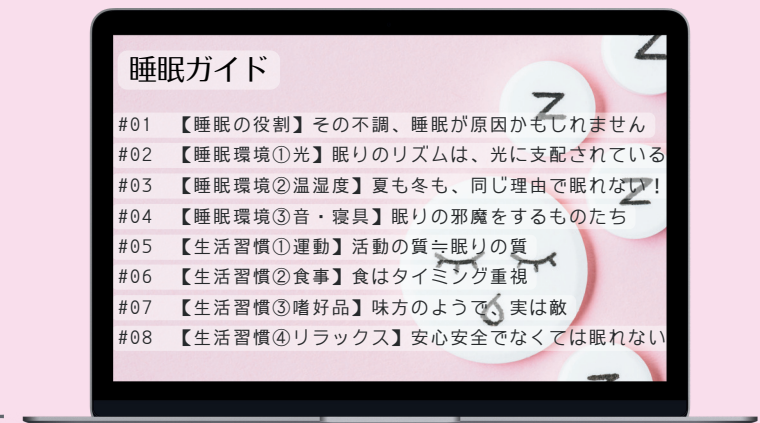 睡眠ガイド
#01 【睡眠の役割】その不調、睡眠が原因かもしれません
#02 【睡眠環境①光】眠りのリズムは、光に支配されている
#03 【睡眠環境②温湿度】夏も冬も、同じ理由で眠れない！
#04 【睡眠環境③音・寝具】眠りの邪魔をするものたち
#05 【生活習慣①運動】活動の質≒眠りの質
#06 【生活習慣②食事】食はタイミング重視
#07 【生活習慣③嗜好品】味方のようで、実は敵
#08 【生活習慣④リラックス】安心安全でなくては眠れない
Z
Z
Z